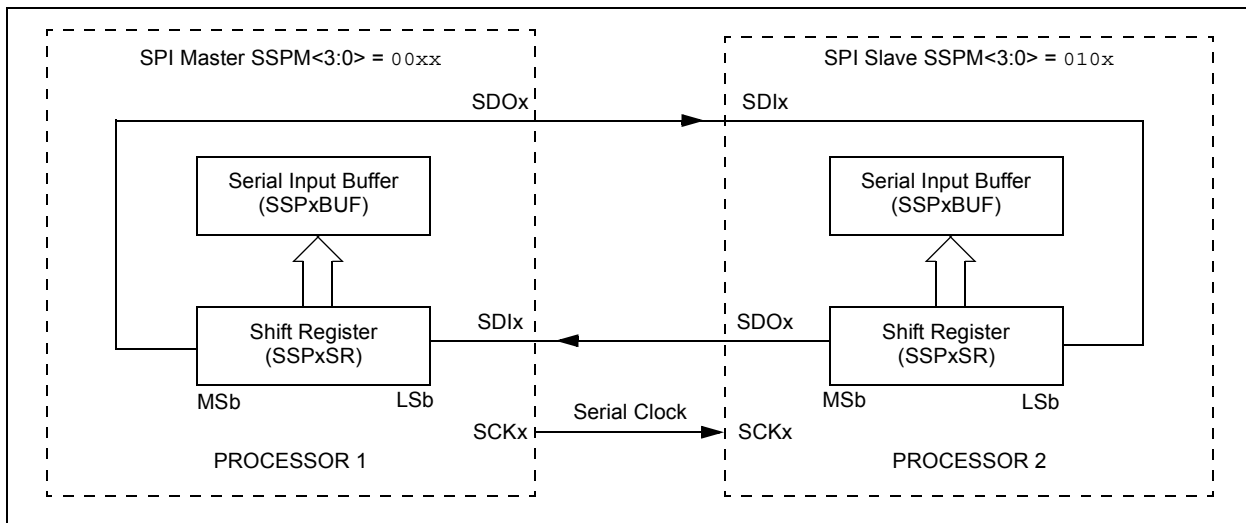 SPI Master SSPM<3:0> = 00xx
SDOx
Serial Input Buffer
(SSPxBUF)
Shift Register
(SSPxSR)
MSb
LSb
SDIx
SCKx
PROCESSOR 1
Serial Clock
SPI Slave SSPM<3:0> = 010x
SDIx
Serial Input Buffer
(SSPxBUF)
SDOx
Shift Register
(SSPxSR)
MSb
LSb
SCKx
PROCESSOR 2